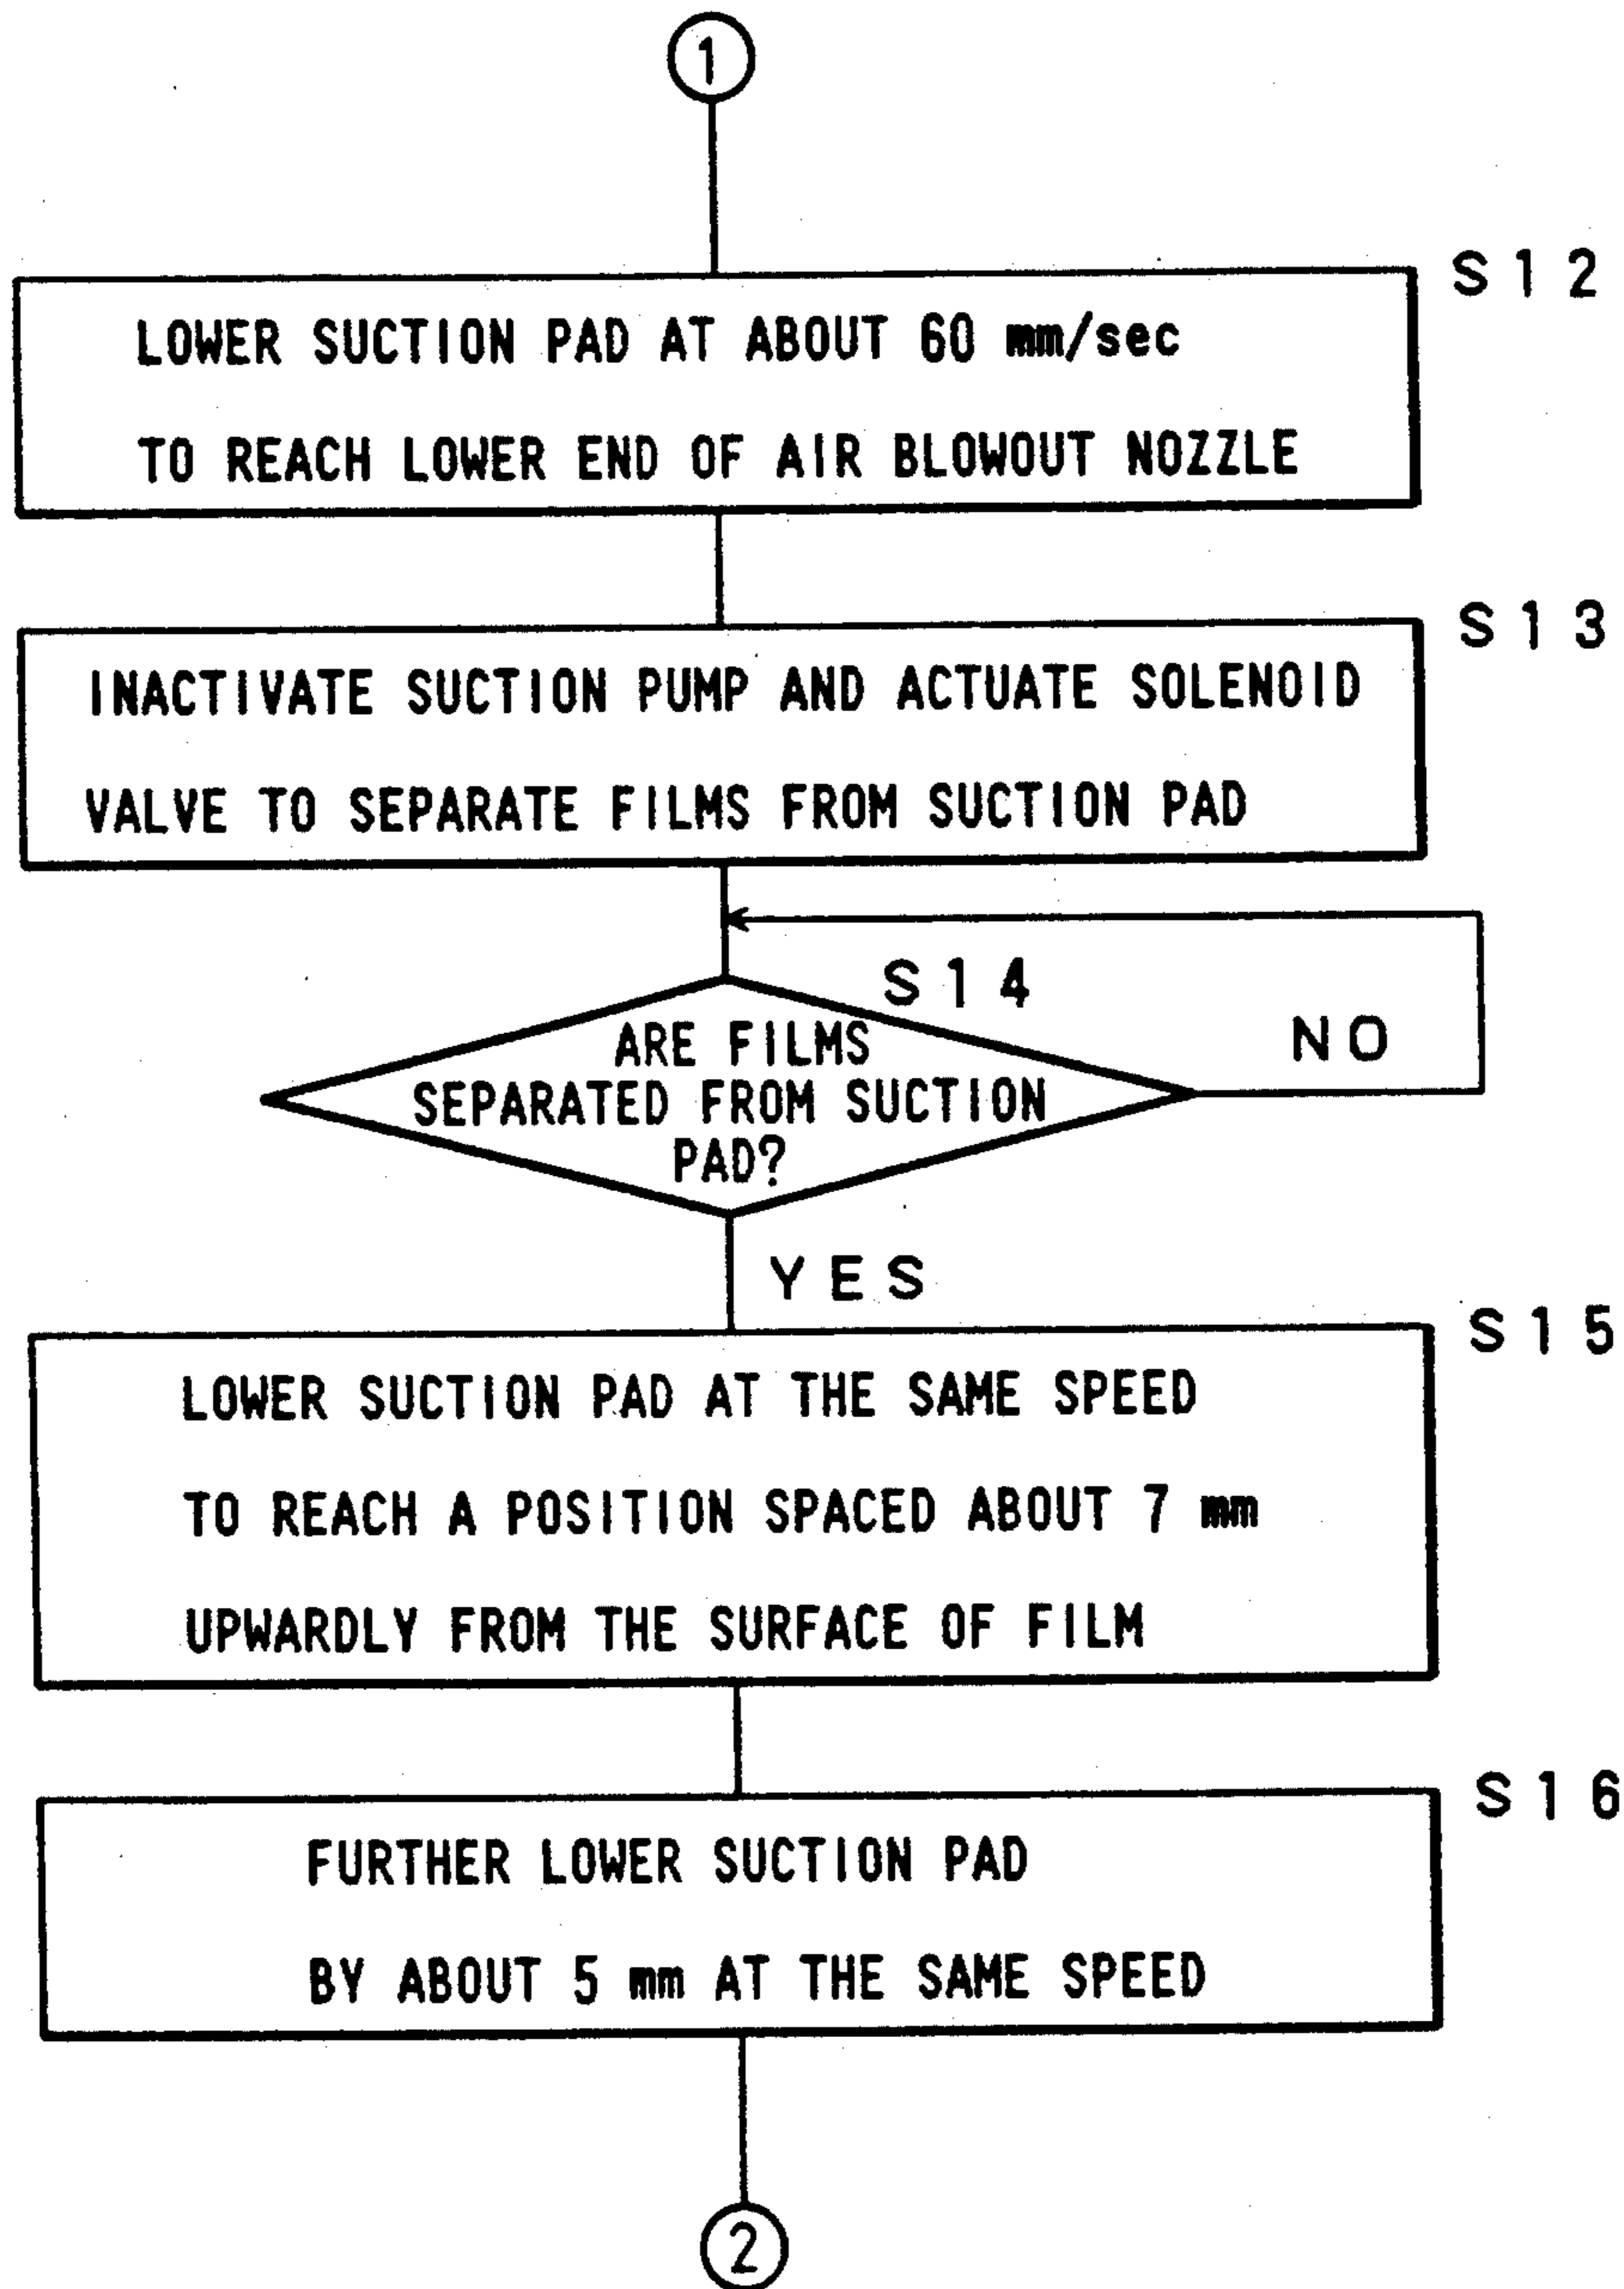 1
S12
LOWER SUCTION PAD AT ABOUT 60 mm/sec
TO REACH LOWER END OF AIR BLOWOUT NOZZLE
S13
INACTIVATE SUCTION PUMP AND ACTUATE SOLENOID
VALVE TO SEPARATE FILMS FROM SUCTION PAD
S14
ARE FILMS
SEPARATED FROM SUCTION
PAD?
NO
YES
S15
LOWER SUCTION PAD AT THE SAME SPEED
TO REACH A POSITION SPACED ABOUT 7 mm
UPWARDLY FROM THE SURFACE OF FILM
S16
FURTHER LOWER SUCTION PAD
BY ABOUT 5 mm AT THE SAME SPEED
2